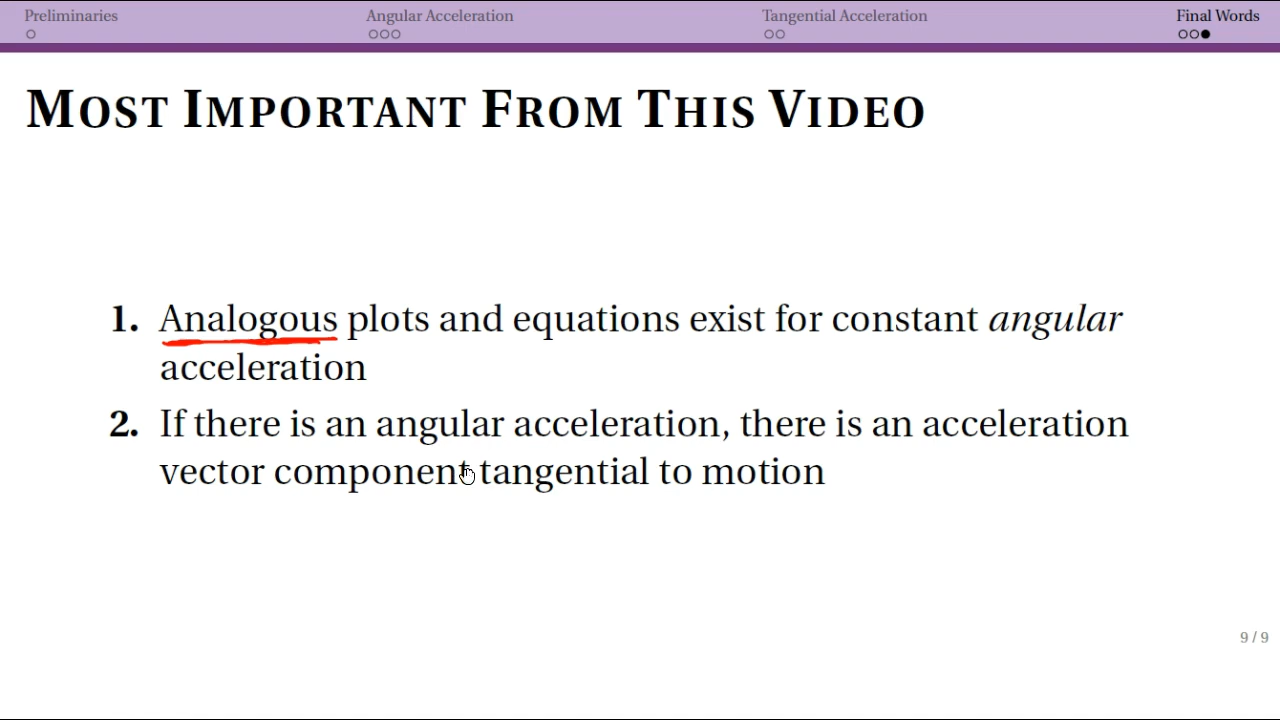 Preliminaries Angular Acceleration Tangential Acceleration Final Words
MOST IMPORTANT FROM THIS VIDEO
1. Analogous plots and equations exist for constant angular
acceleration
2. If there is an angular acceleration, there is an acceleration
vector component tangential to motion
9 / 9